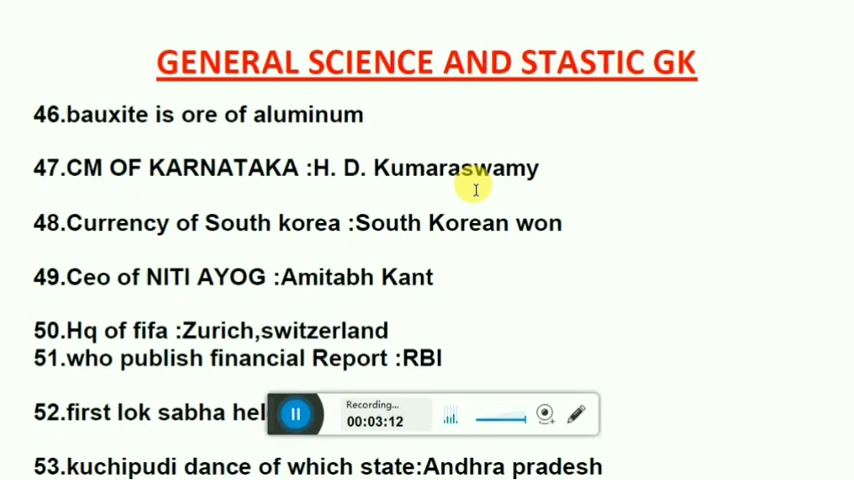 GENERAL SCIENCE AND STASTIC GK
46.bauxite is ore of aluminum
47.CM OF KARNATAKA :H. D. Kumaraswamy
48.Currency of South korea :South Korean won
49.Ceo of NITI AYOG :Amitabh Kant
50.Hq of fifa :Zurich,switzerland
51.who publish financial Report :RBI
52.first lok sabha
Recording...
00:03:12
53.kuchipudi dance of which state:Andhra pradesh